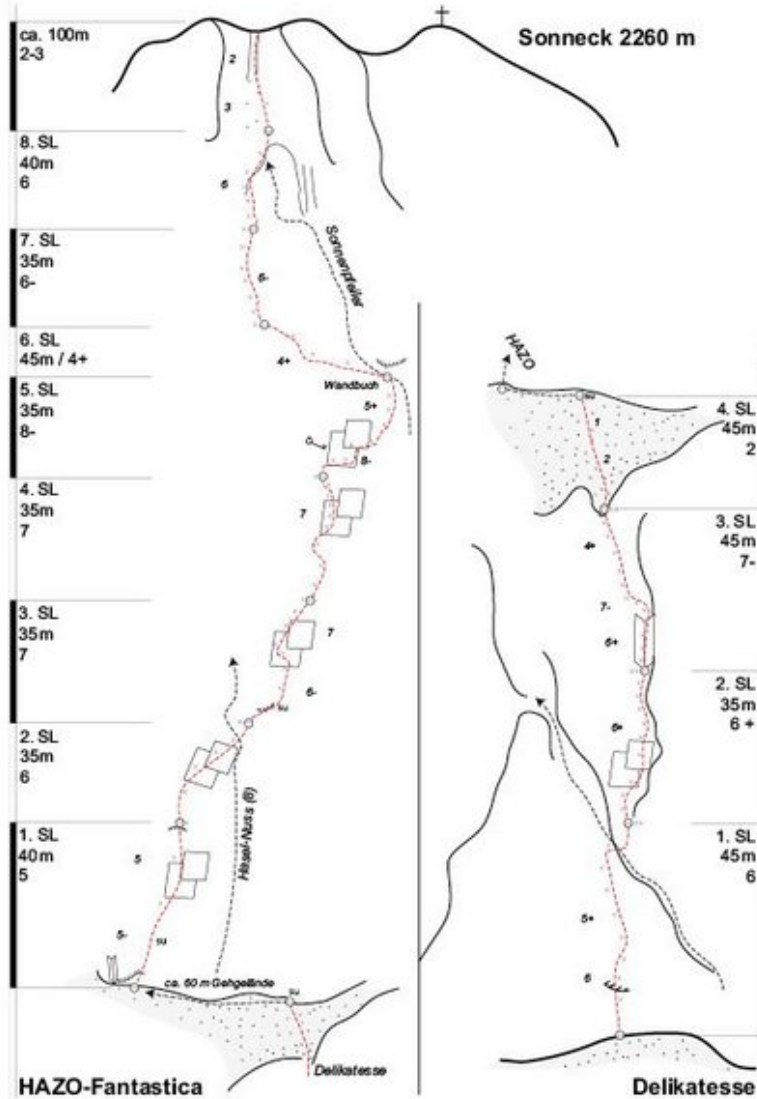 Sonneck 2260 m
ca. 100m
2-3
2
3
8. SL
40m
6
6
7. SL
35m
6-
6-
Sonnenpfeiler
6. SL
45m / 4+
4+
Wandbuch
5. SL
35m
8-
5+
8-
4. SL
35m
7
7
3. SL
35m
7
7
6-
SU
2. SL
35m
6
Hasel-Nuss (6)
1. SL
40m
5
5
5-
SU
ca. 60 m Gehgelände
SU
Delikatesse
HAZO-Fantastica
HAZO
SU
1
2
4. SL
45m
2
4+
3. SL
45m
7-
7-
6+
2. SL
35m
6 +
6+
1. SL
45m
6
5+
6
Delikatesse